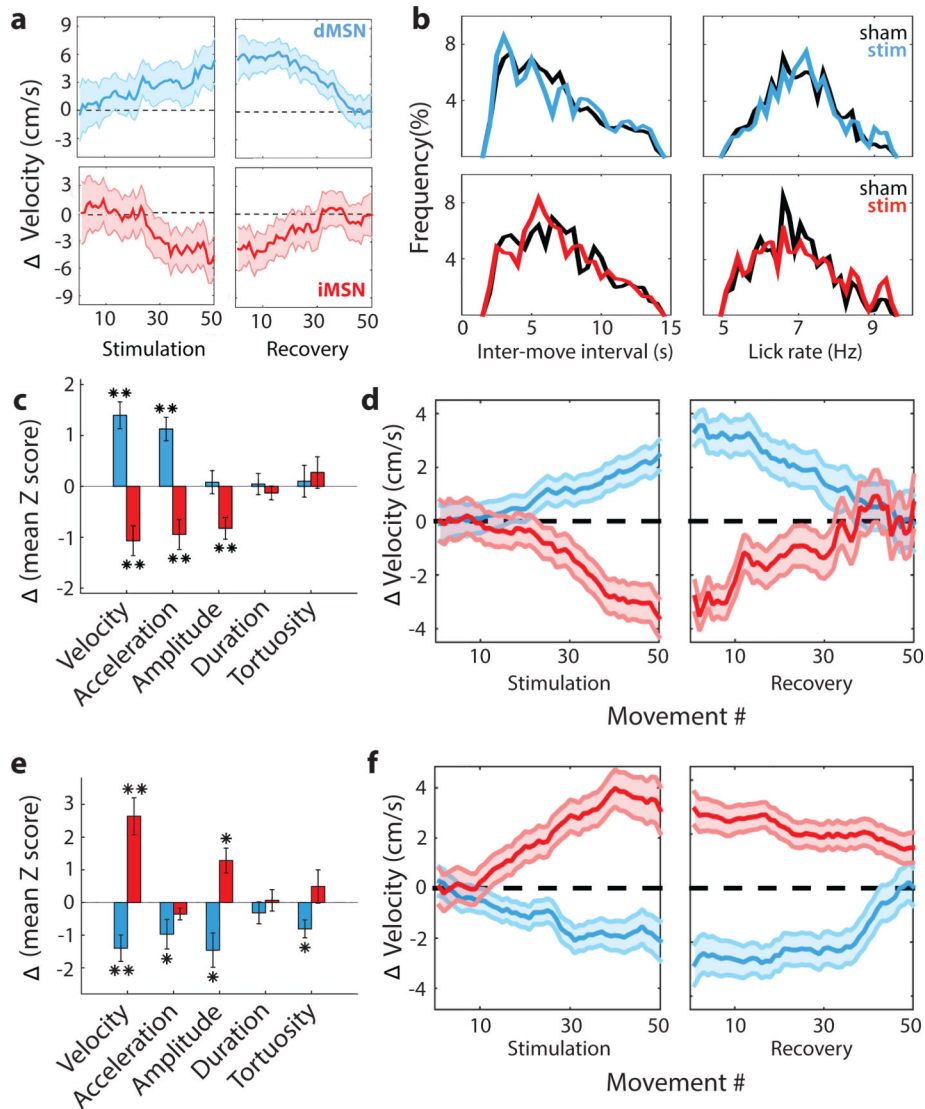 a
Δ Velocity (cm/s)
9
6
3
0
-3
dMSN
3
0
-3
-6
-9
iMSN
10 30 50
10 30 50
Stimulation
Recovery
b
Frequency (%)
8
4
sham
stim
8
4
sham
stim
0 5 10 15
5 7 9
Inter-move interval (s)
Lick rate (Hz)
c
Δ (mean Z score)
2
1
0
-1
-2
** ** ** ** **
Velocity
Acceleration
Amplitude
Duration
Tortuosity
d
Δ Velocity (cm/s)
4
2
0
-2
-4
10 30 50
10 30 50
Stimulation
Recovery
Movement #
e
Δ (mean Z score)
3
2
1
0
-1
-2
** * ** * * *
Velocity
Acceleration
Amplitude
Duration
Tortuosity
f
Δ Velocity (cm/s)
4
2
0
-2
-4
10 30 50
10 30 50
Stimulation
Recovery
Movement #